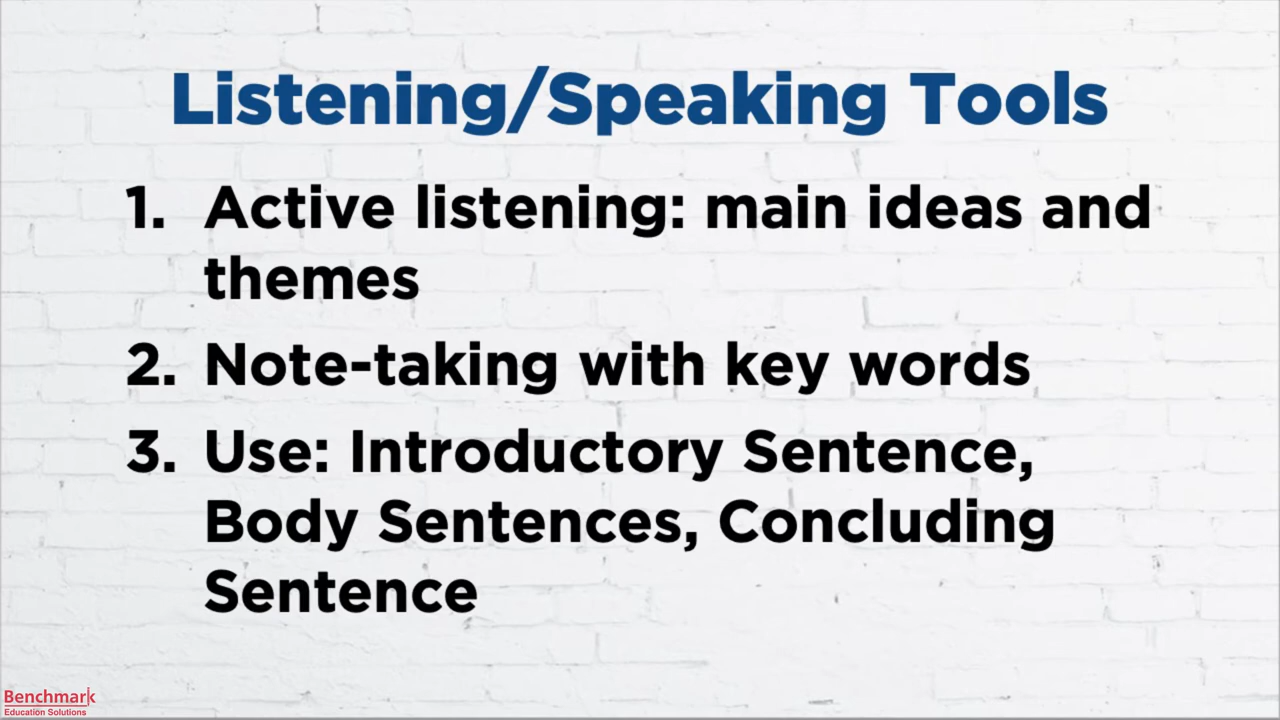 Listening/Speaking Tools
1. Active listening: main ideas and
themes
2. Note-taking with key words
3. Use: Introductory Sentence,
Body Sentences, Concluding
Sentence
Benchmark
Education Solutions